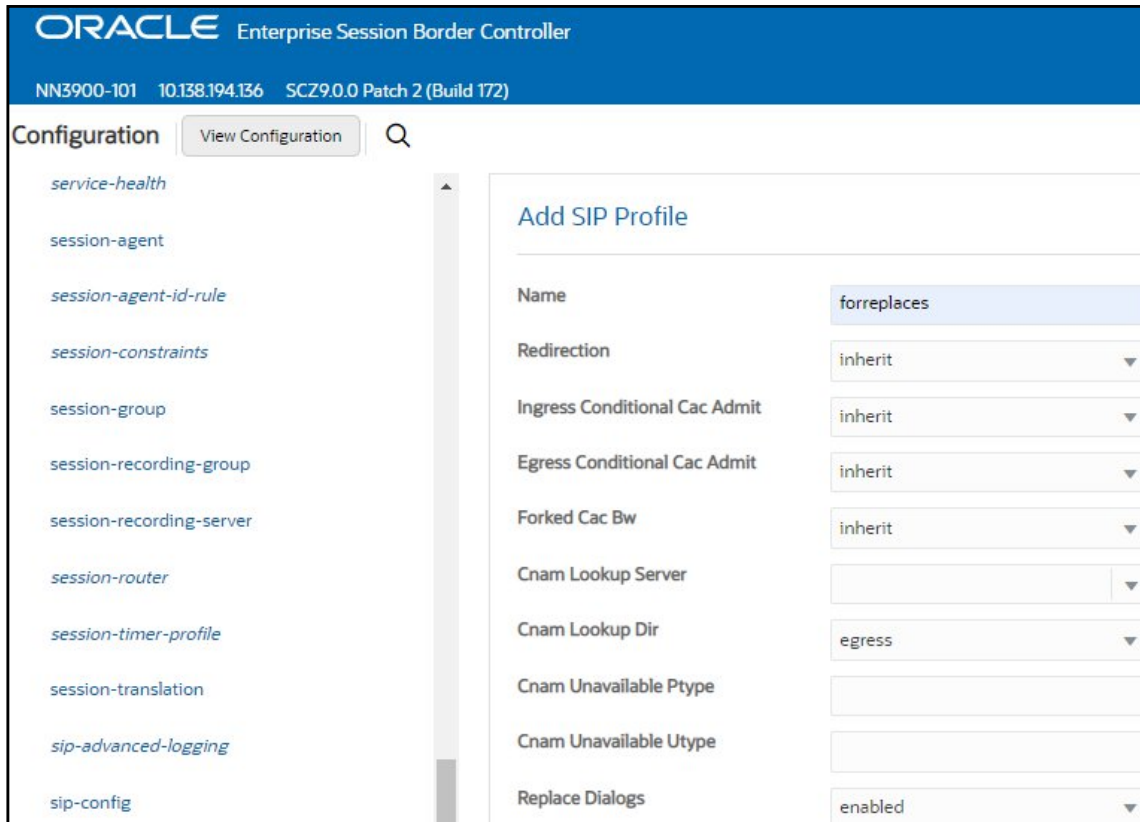 ORACLE Enterprise Session Border Controller
NN3900-101 10.138.194.136 SCZ9.0.0 Patch 2 (Build 172)
Configuration View Configuration
service-health
session-agent
session-agent-id-rule
session-constraints
session-group
session-recording-group
session-recording-server
session-router
session-timer-profile
session-translation
sip-advanced-logging
sip-config
Add SIP Profile
Name forreplaces
Redirection inherit
Ingress Conditional Cac Admit inherit
Egress Conditional Cac Admit inherit
Forked Cac Bw inherit
Cnam Lookup Server
Cnam Lookup Dir egress
Cnam Unavailable Ptype
Cnam Unavailable Utype
Replace Dialogs enabled